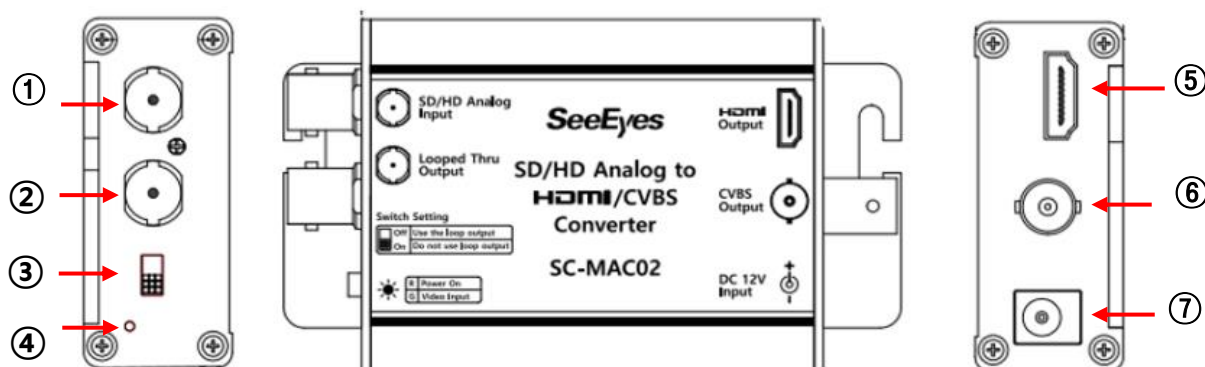 ①
②
③
④
SD/HD Analog
Input
Looped Thru
Output
Switch Setting
Off Use the loop output
On Do not use loop output
R Power On
G Video Input
SeeEyes
SD/HD Analog to
HDMI/CVBS
Converter
SC-MAC02
HDMI
Output
CVBS
Output
DC 12V
Input
+
-
⑤
⑥
⑦